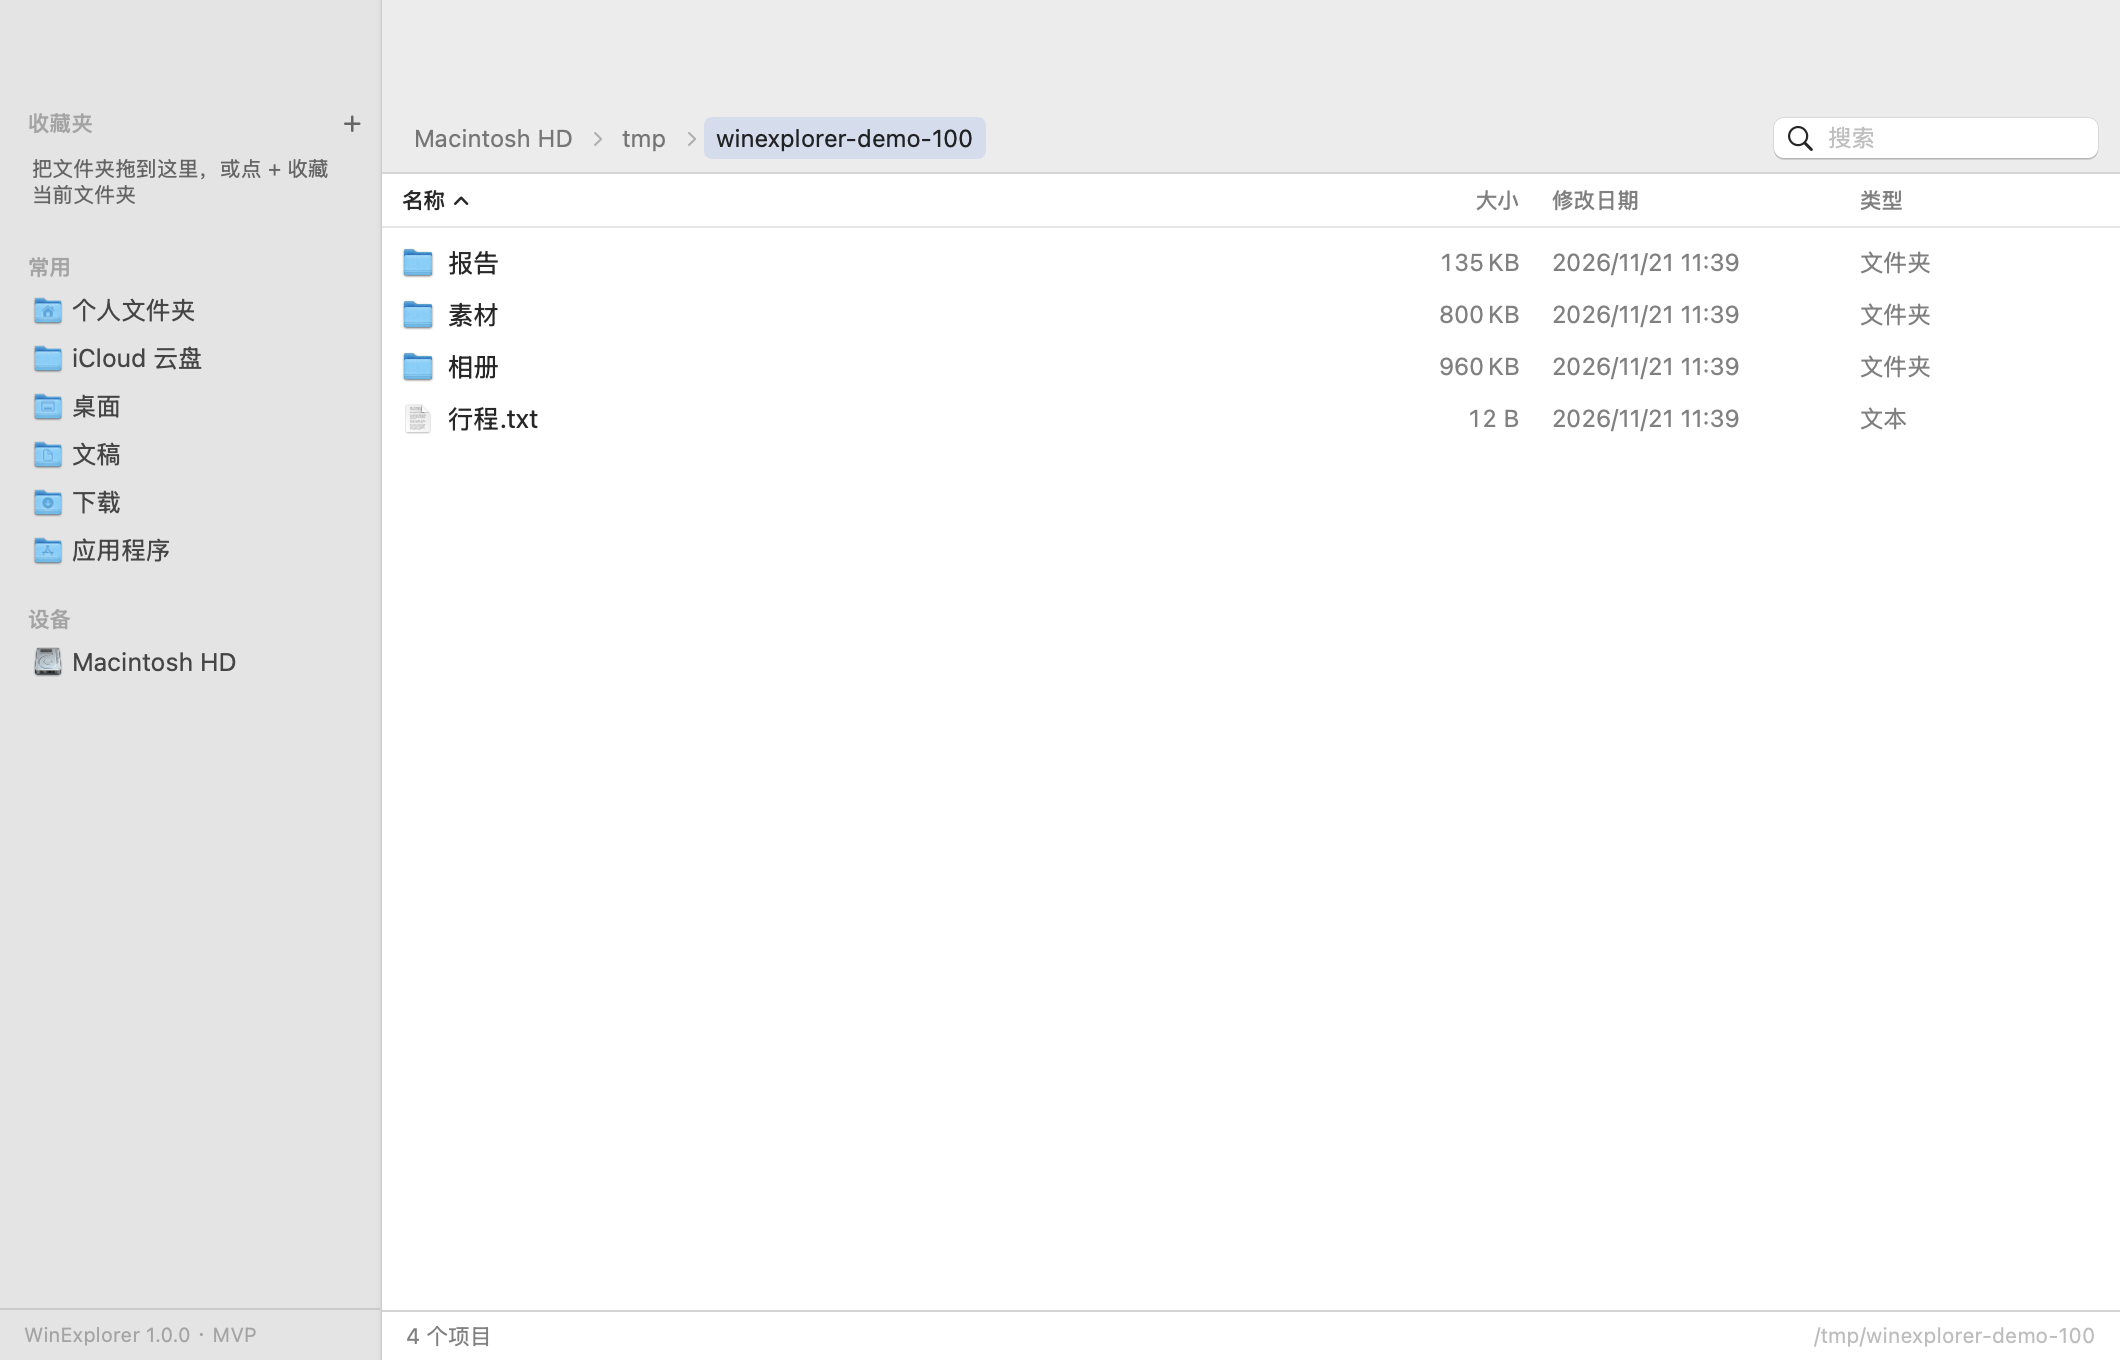 收藏夹 +
把文件夹拖到这里，或点 + 收藏
当前文件夹
常用
个人文件夹
iCloud 云盘
桌面
文稿
下载
应用程序
设备
Macintosh HD
WinExplorer 1.0.0 · MVP
Macintosh HD > tmp > winexplorer-demo-100
搜索
名称 大小 修改日期 类型
报告 135 KB 2026/11/21 11:39 文件夹
素材 800 KB 2026/11/21 11:39 文件夹
相册 960 KB 2026/11/21 11:39 文件夹
行程.txt 12 B 2026/11/21 11:39 文本
4 个项目
/tmp/winexplorer-demo-100